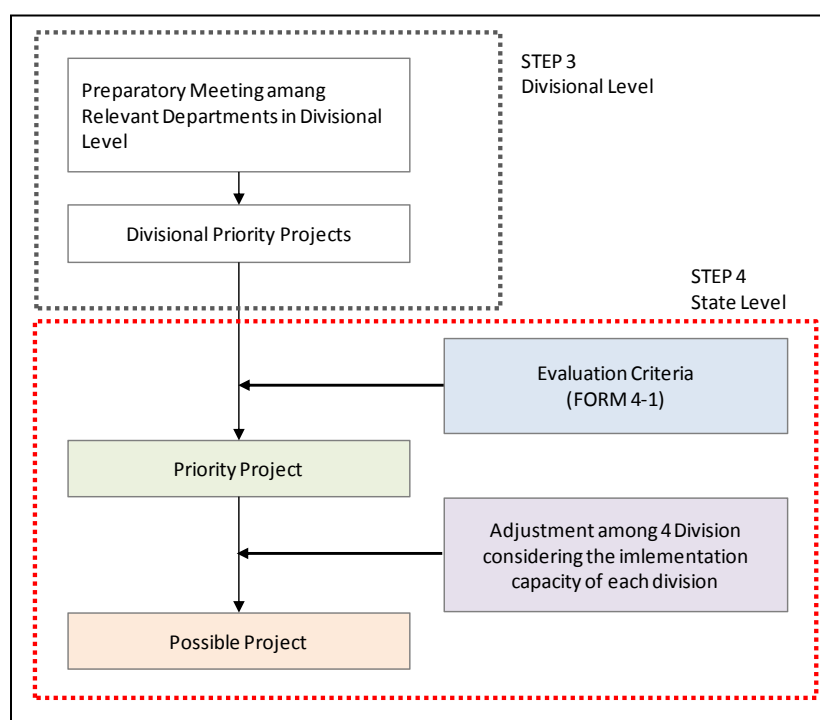 STEP 3
Divisional Level
Preparatory Meeting amang
Relevant Departments in Divisional
Level
Divisional Priority Projects
STEP 4
State Level
Evaluation Criteria
(FORM 4-1)
Priority Project
Adjustment among 4 Division
considering the imlementation
capacity of each division
Possible Project